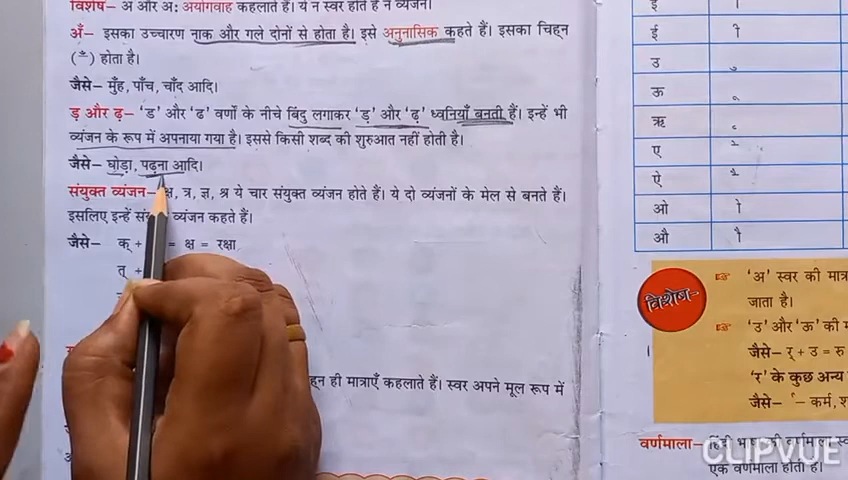 विशेष– अं और अः अयोगवाह कहलाते हैं। ये न स्वर होते हैं न व्यंजन।
अँ– इसका उच्चारण नाक और गले दोनों से होता है। इसे अनुनासिक कहते हैं। इसका चिह्न
(ँ) होता है।
जैसे– मुँह, पाँच, चाँद आदि।
ड़ और ढ़– 'ड' और 'ढ' वर्णों के नीचे बिंदु लगाकर 'ड़' और 'ढ़' ध्वनियाँ बनती हैं। इन्हें भी
व्यंजन के रूप में अपनाया गया है। इससे किसी शब्द की शुरुआत नहीं होती है।
जैसे– घोड़ा, पढ़ना आदि।
संयुक्त व्यंजन– क्ष, त्र, ज्ञ, श्र ये चार संयुक्त व्यंजन होते हैं। ये दो व्यंजनों के मेल से बनते हैं।
इसलिए इन्हें व्यंजन कहते हैं।
जैसे– क् + = क्ष = रक्षा
त् +
ही मात्राएँ कहलाते हैं। स्वर अपने मूल रूप में
इ ि
ई ी
उ ु
ऊ ू
ऋ ृ
ए े
ऐ ै
ओ ो
औ ौ
विशेष–
'अ' स्वर की मात्रा
जाता है।
'उ' और 'ऊ' की
जैसे– र् + उ = रु
'र' के कुछ अन्य
जैसे– – कर्म,
वर्णमाला– हिंदी भाषा की वर्णमाला
एक वर्णमाला होती है।
CLIPVUE